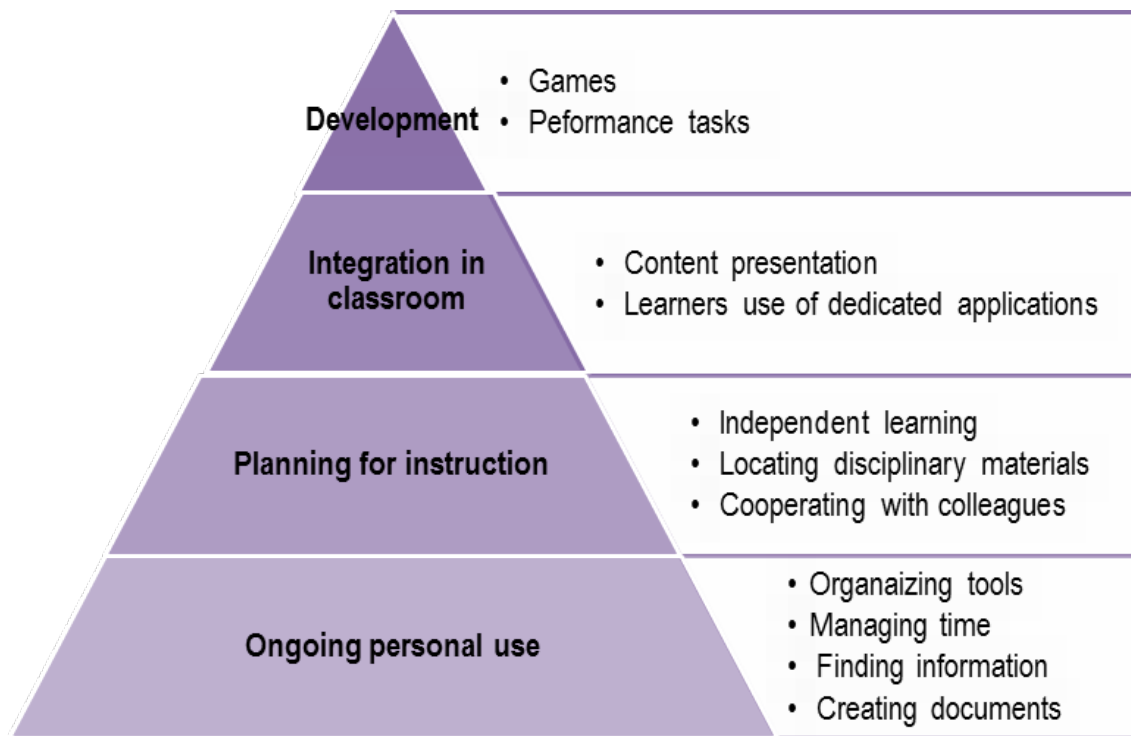 Development
• Games
• Peformance tasks
Integration in
classroom
• Content presentation
• Learners use of dedicated applications
Planning for instruction
• Independent learning
• Locating disciplinary materials
• Cooperating with colleagues
Ongoing personal use
• Organaizing tools
• Managing time
• Finding information
• Creating documents